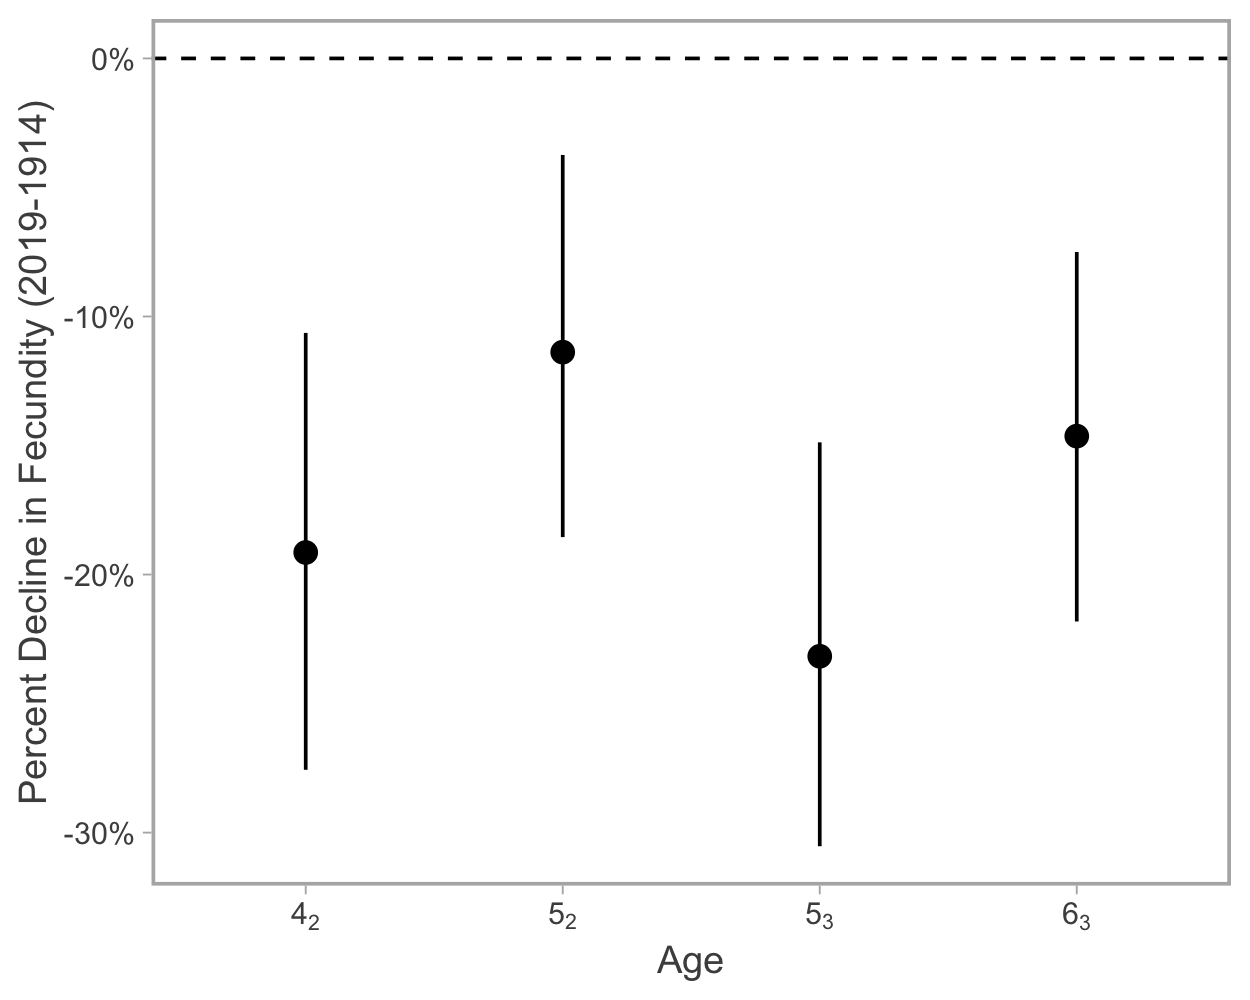 Percent Decline in Fecundity (2019-1914)
0%
-10%
-20%
-30%
4₂ 5₂ 5₃ 6₃
Age